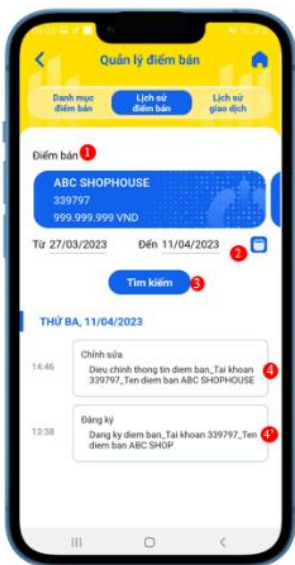 Quản lý điểm bán
Danh mục
điểm bán
Lịch sử
điểm bán
Lịch sử
giao dịch
Điểm bán 1
ABC SHOPHOUSE
339797
999.999.999 VND
Từ 27/03/2023 Đến 11/04/2023 2
Tìm kiếm 3
THỨ BA, 11/04/2023
Chỉnh sửa
14:46 Dieu chinh thong tin diem ban_Tai khoan 4
339797_Ten diem ban ABC SHOPHOUSE
Đăng ký
13:38 Dang ky diem ban_Tai khoan 339797_Ten 4'
diem ban ABC SHOP